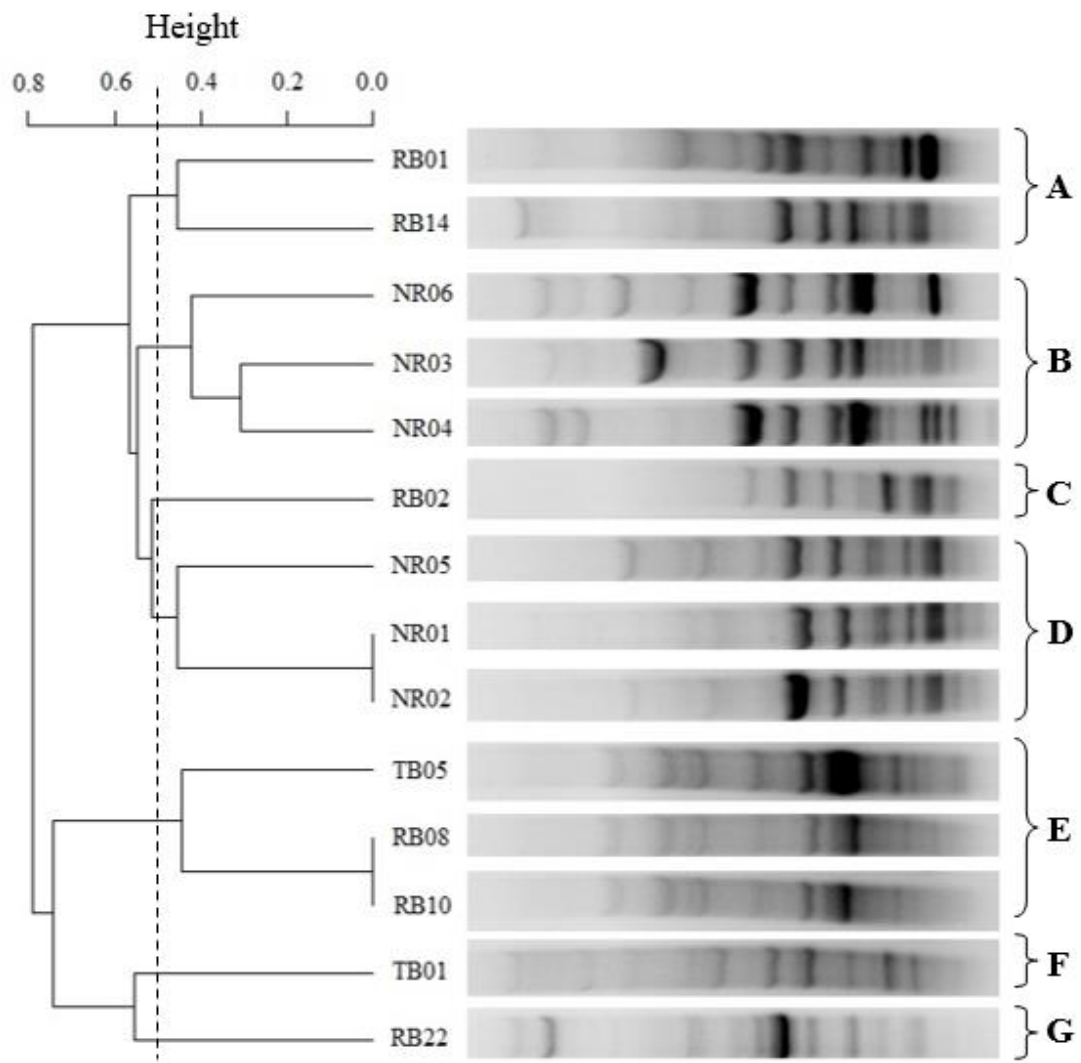 Height
0.8 0.6 0.4 0.2 0.0
RB01
A
RB14
NR06
NR03
B
NR04
RB02
C
NR05
NR01
D
NR02
TB05
RB08
E
RB10
TB01
F
RB22
G